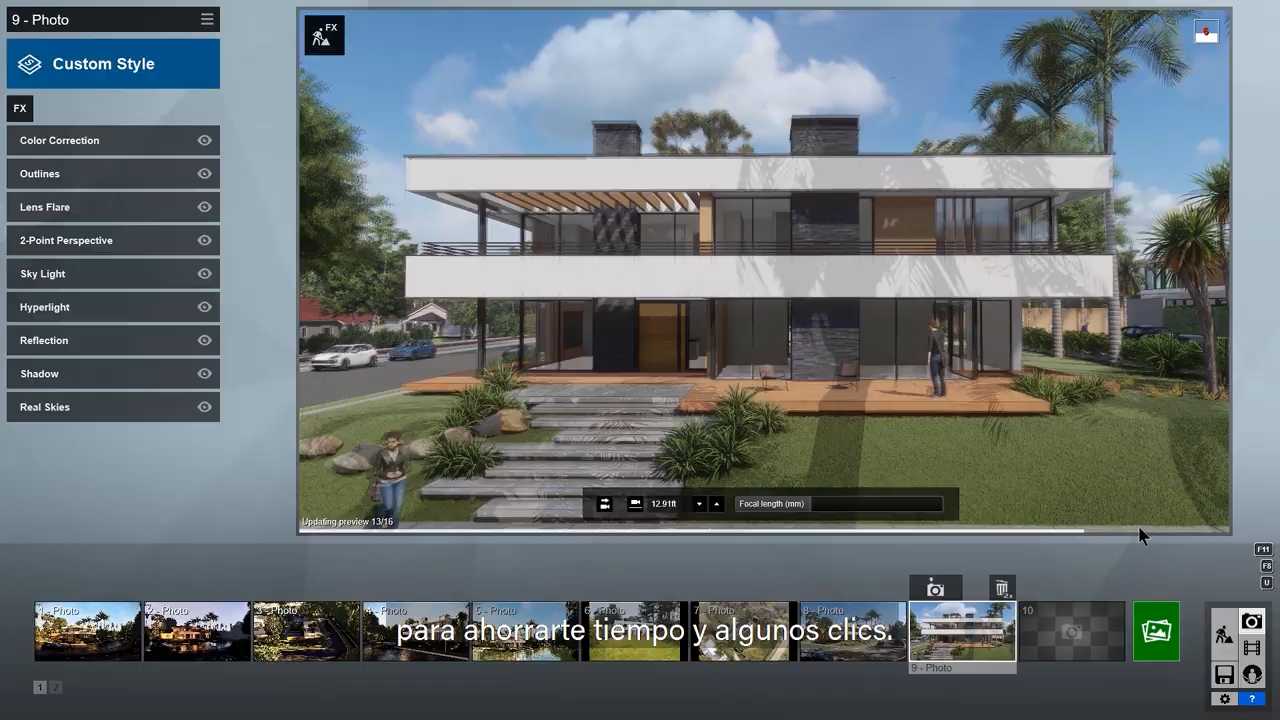 9 - Photo
Custom Style
FX
Color Correction
Outlines
Lens Flare
2-Point Perspective
Sky Light
Hyperlight
Reflection
Shadow
Real Skies
FX
12.91ft
Focal length (mm)
Updating preview 13/16
F11
F8
U
1 - Photo
2 - Photo
3 - Photo
4 - Photo
5 - Photo
6 - Photo
7 - Photo
8 - Photo
10
para ahorrarte tiempo y algunos clics.
9 - Photo
1 2
?